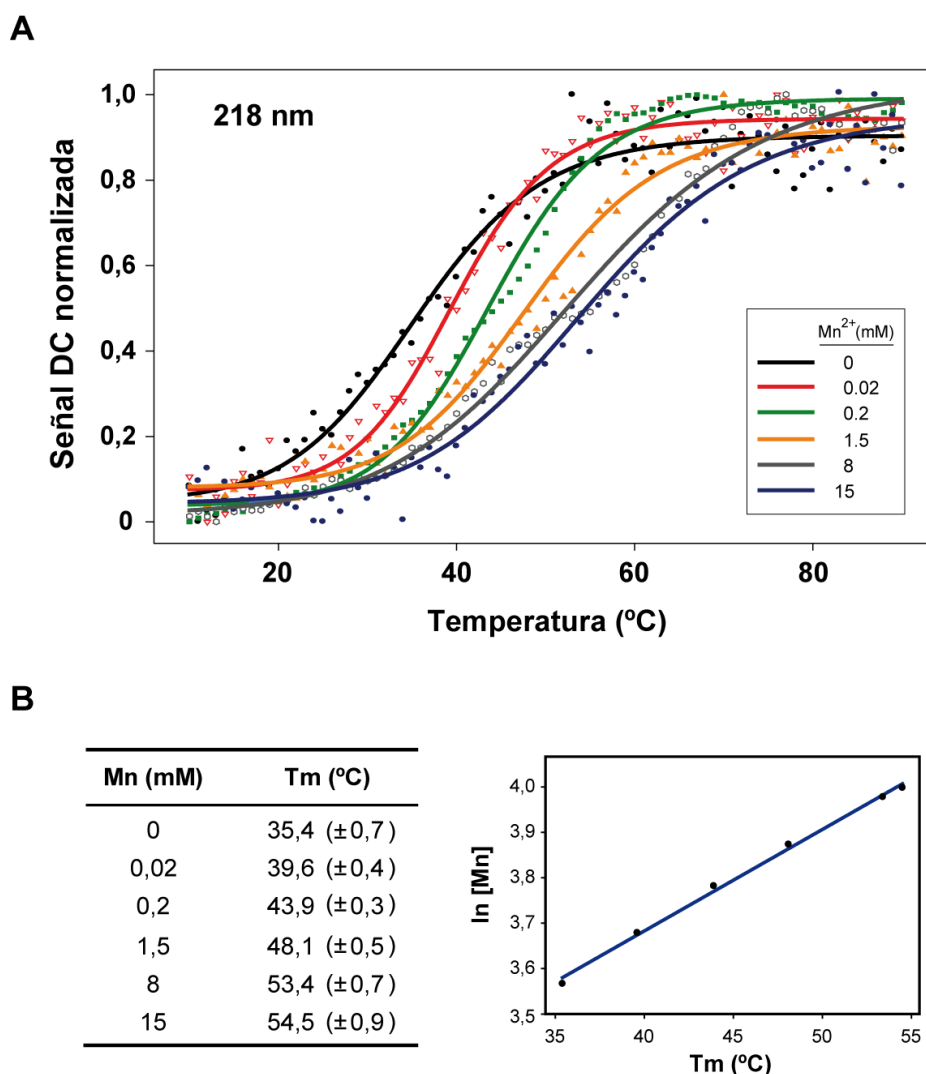 A
218 nm
Señal DC normalizada
1,0
0,8
0,6
0,4
0,2
0
20 40 60 80
Temperatura (ºC)
Mn2+(mM)
0
0.02
0.2
1.5
8
15
B
Mn (mM) Tm (ºC)
0 35,4 (±0,7)
0,02 39,6 (±0,4)
0,2 43,9 (±0,3)
1,5 48,1 (±0,5)
8 53,4 (±0,7)
15 54,5 (±0,9)
ln [Mn]
4,0
3,9
3,8
3,7
3,6
3,5
35 40 45 50 55
Tm (ºC)